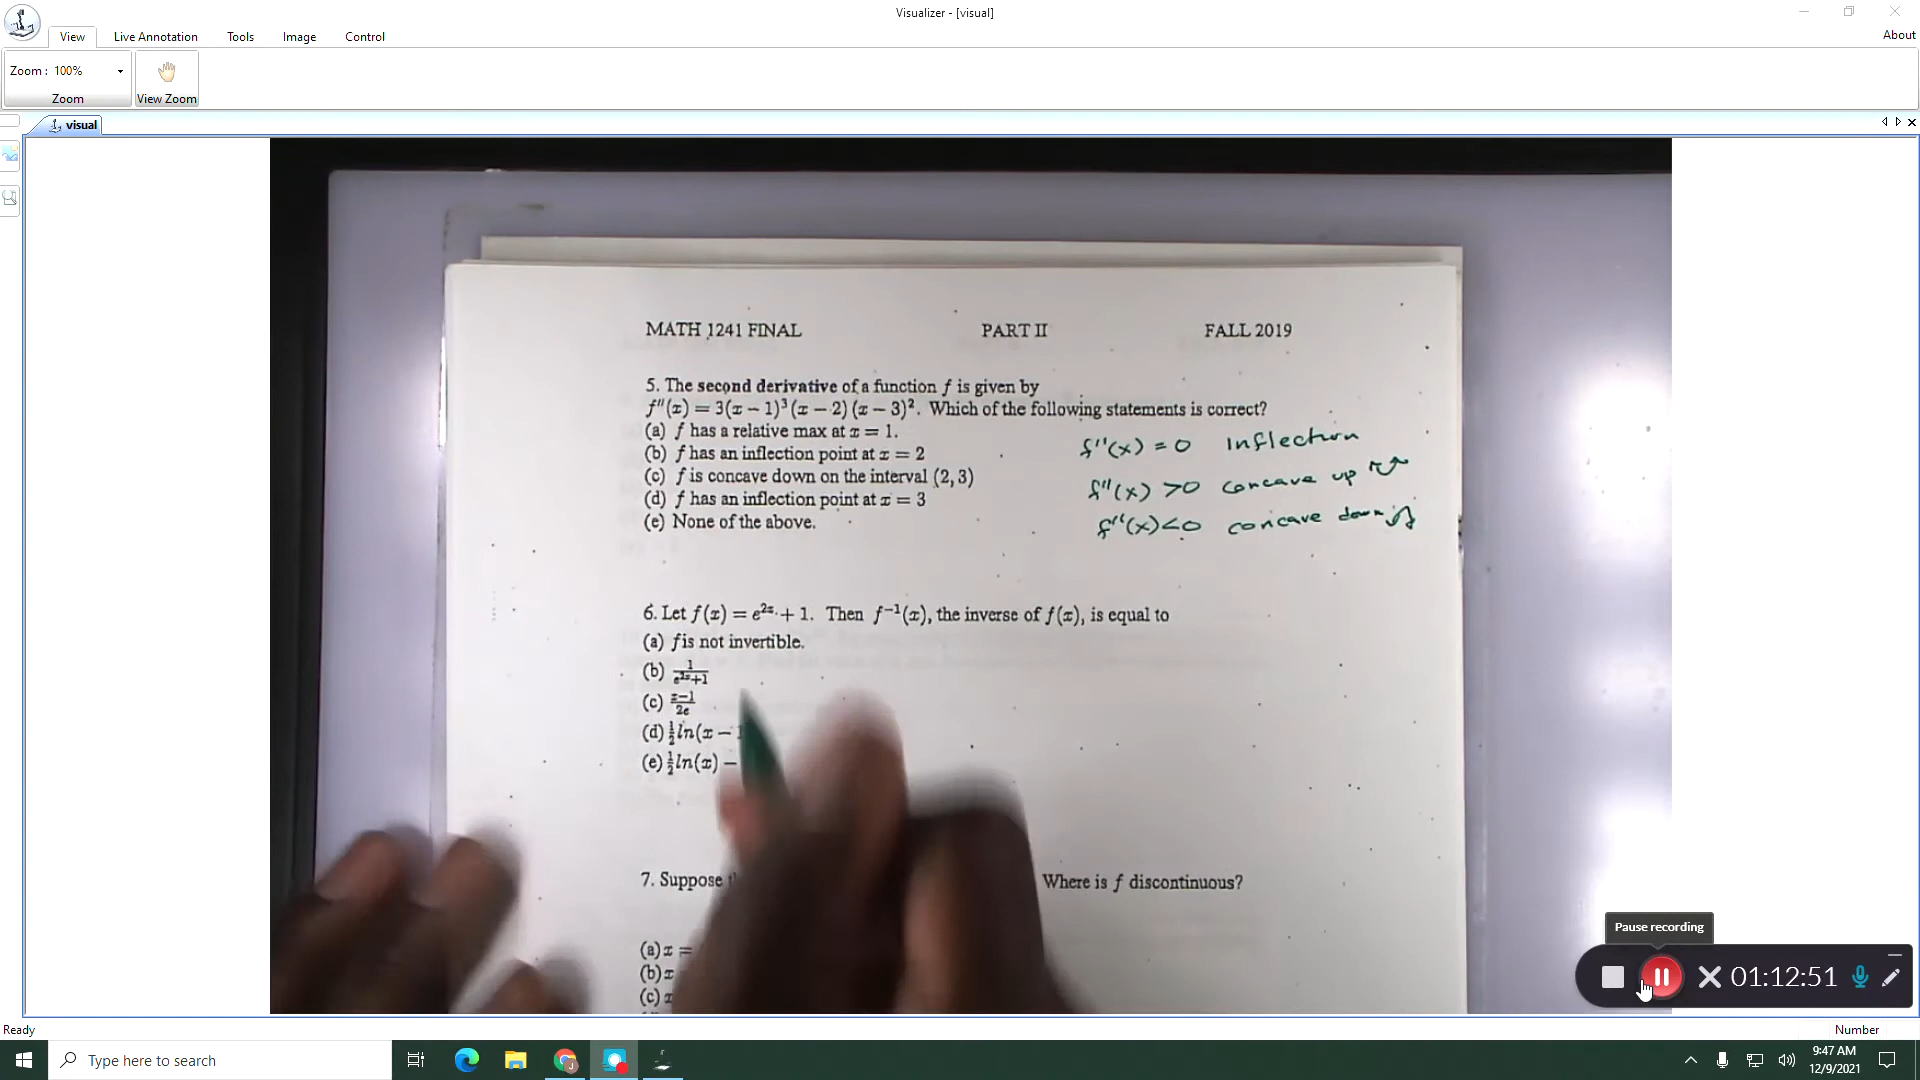 Visualizer - [visual]
View Live Annotation Tools Image Control About
Zoom : 100%
Zoom View Zoom
visual
MATH 1241 FINAL PART II FALL 2019
5. The second derivative of a function f is given by
f''(x) = 3(x − 1)³(x − 2)(x − 3)². Which of the following statements is correct?
(a) f has a relative max at x = 1.
(b) f has an inflection point at x = 2
(c) f is concave down on the interval (2, 3)
(d) f has an inflection point at x = 3
(e) None of the above.
f''(x) = 0 inflection
f''(x) >0 concave up
f''(x)<0 concave down
6. Let f(x) = e²ˣ + 1. Then f⁻¹(x), the inverse of f(x), is equal to
(a) f is not invertible.
(b) 1/(e²ˣ+1)
(c) (x−1)/2e
(d) ½ln(x −
(e) ½ln(x) −
7. Suppose Where is f discontinuous?
(a) x =
(b) x
(c) x
Pause recording
01:12:51
Ready Number
Type here to search
9:47 AM
12/9/2021